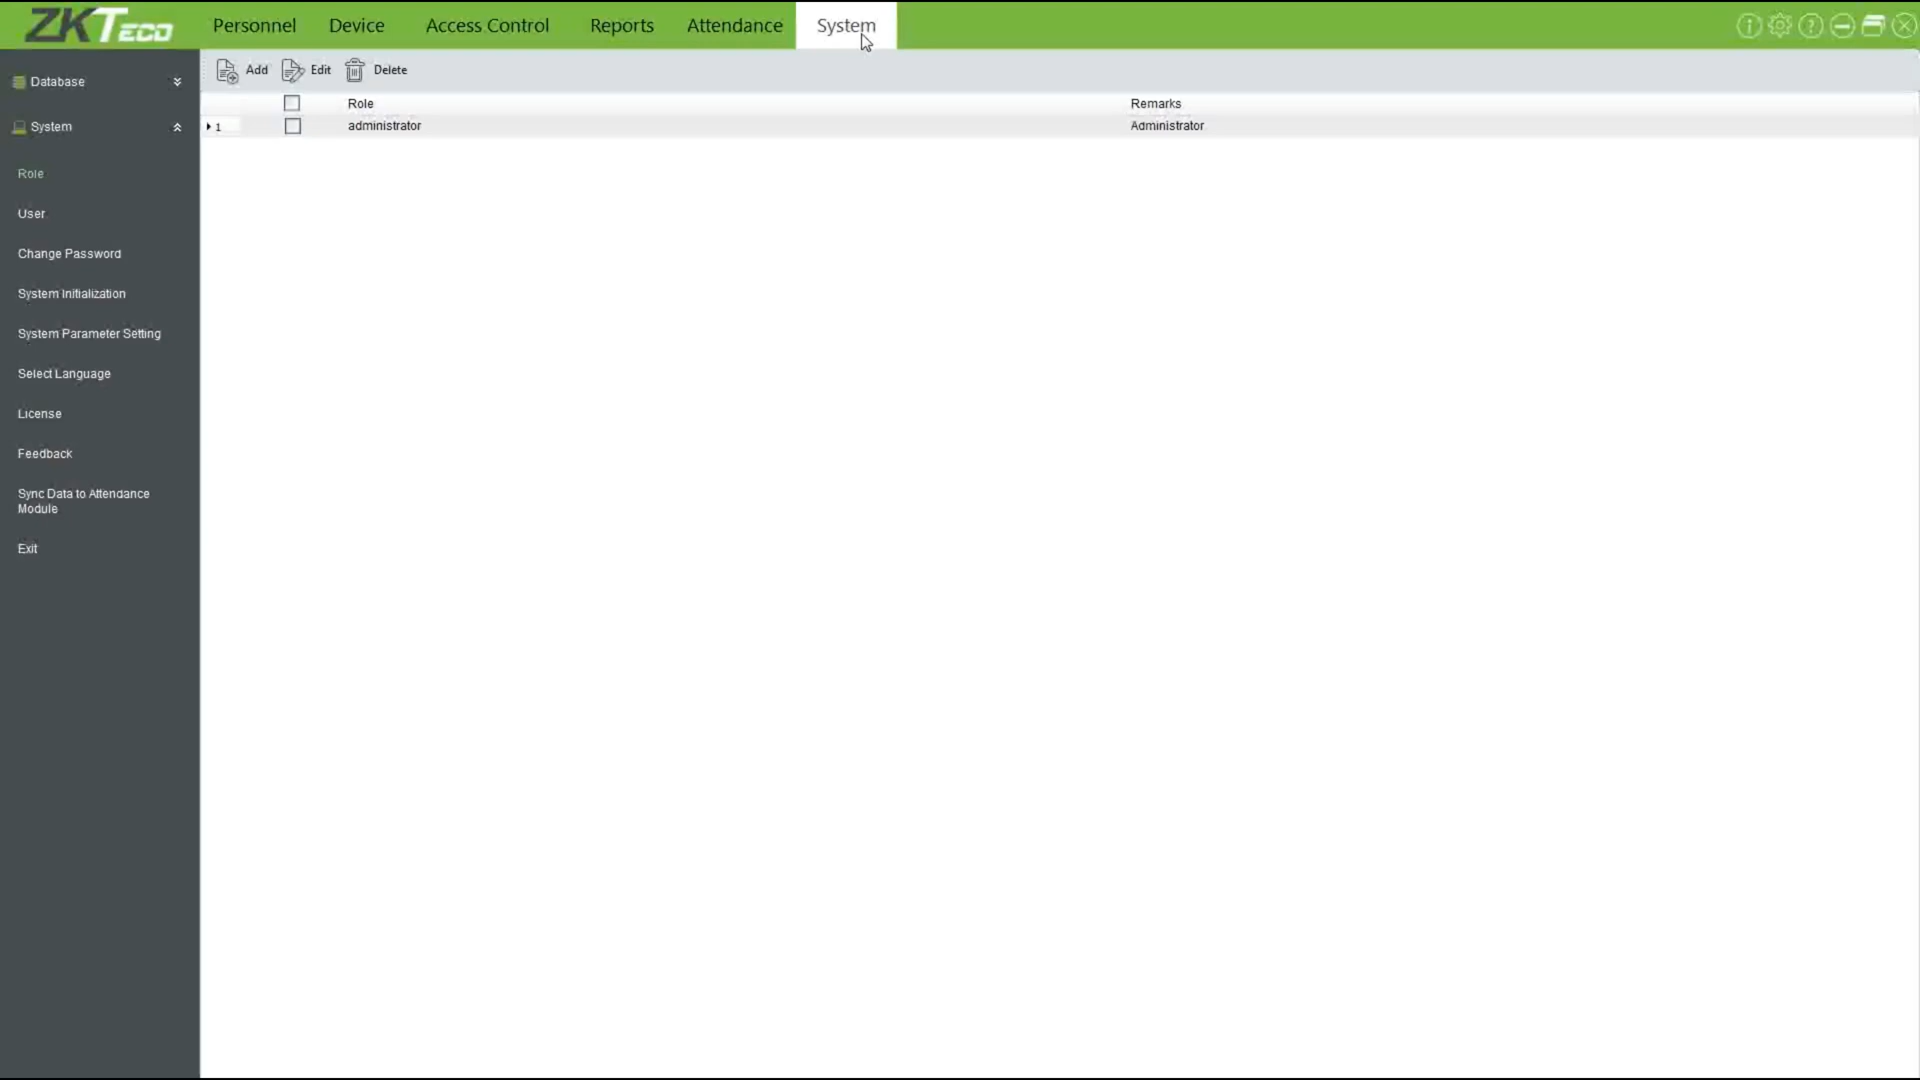 ZKTeco Personnel Device Access Control Reports Attendance System
Database
System
Role
User
Change Password
System Initialization
System Parameter Setting
Select Language
License
Feedback
Sync Data to Attendance
Module
Exit
Add Edit Delete
Role Remarks
1 administrator Administrator